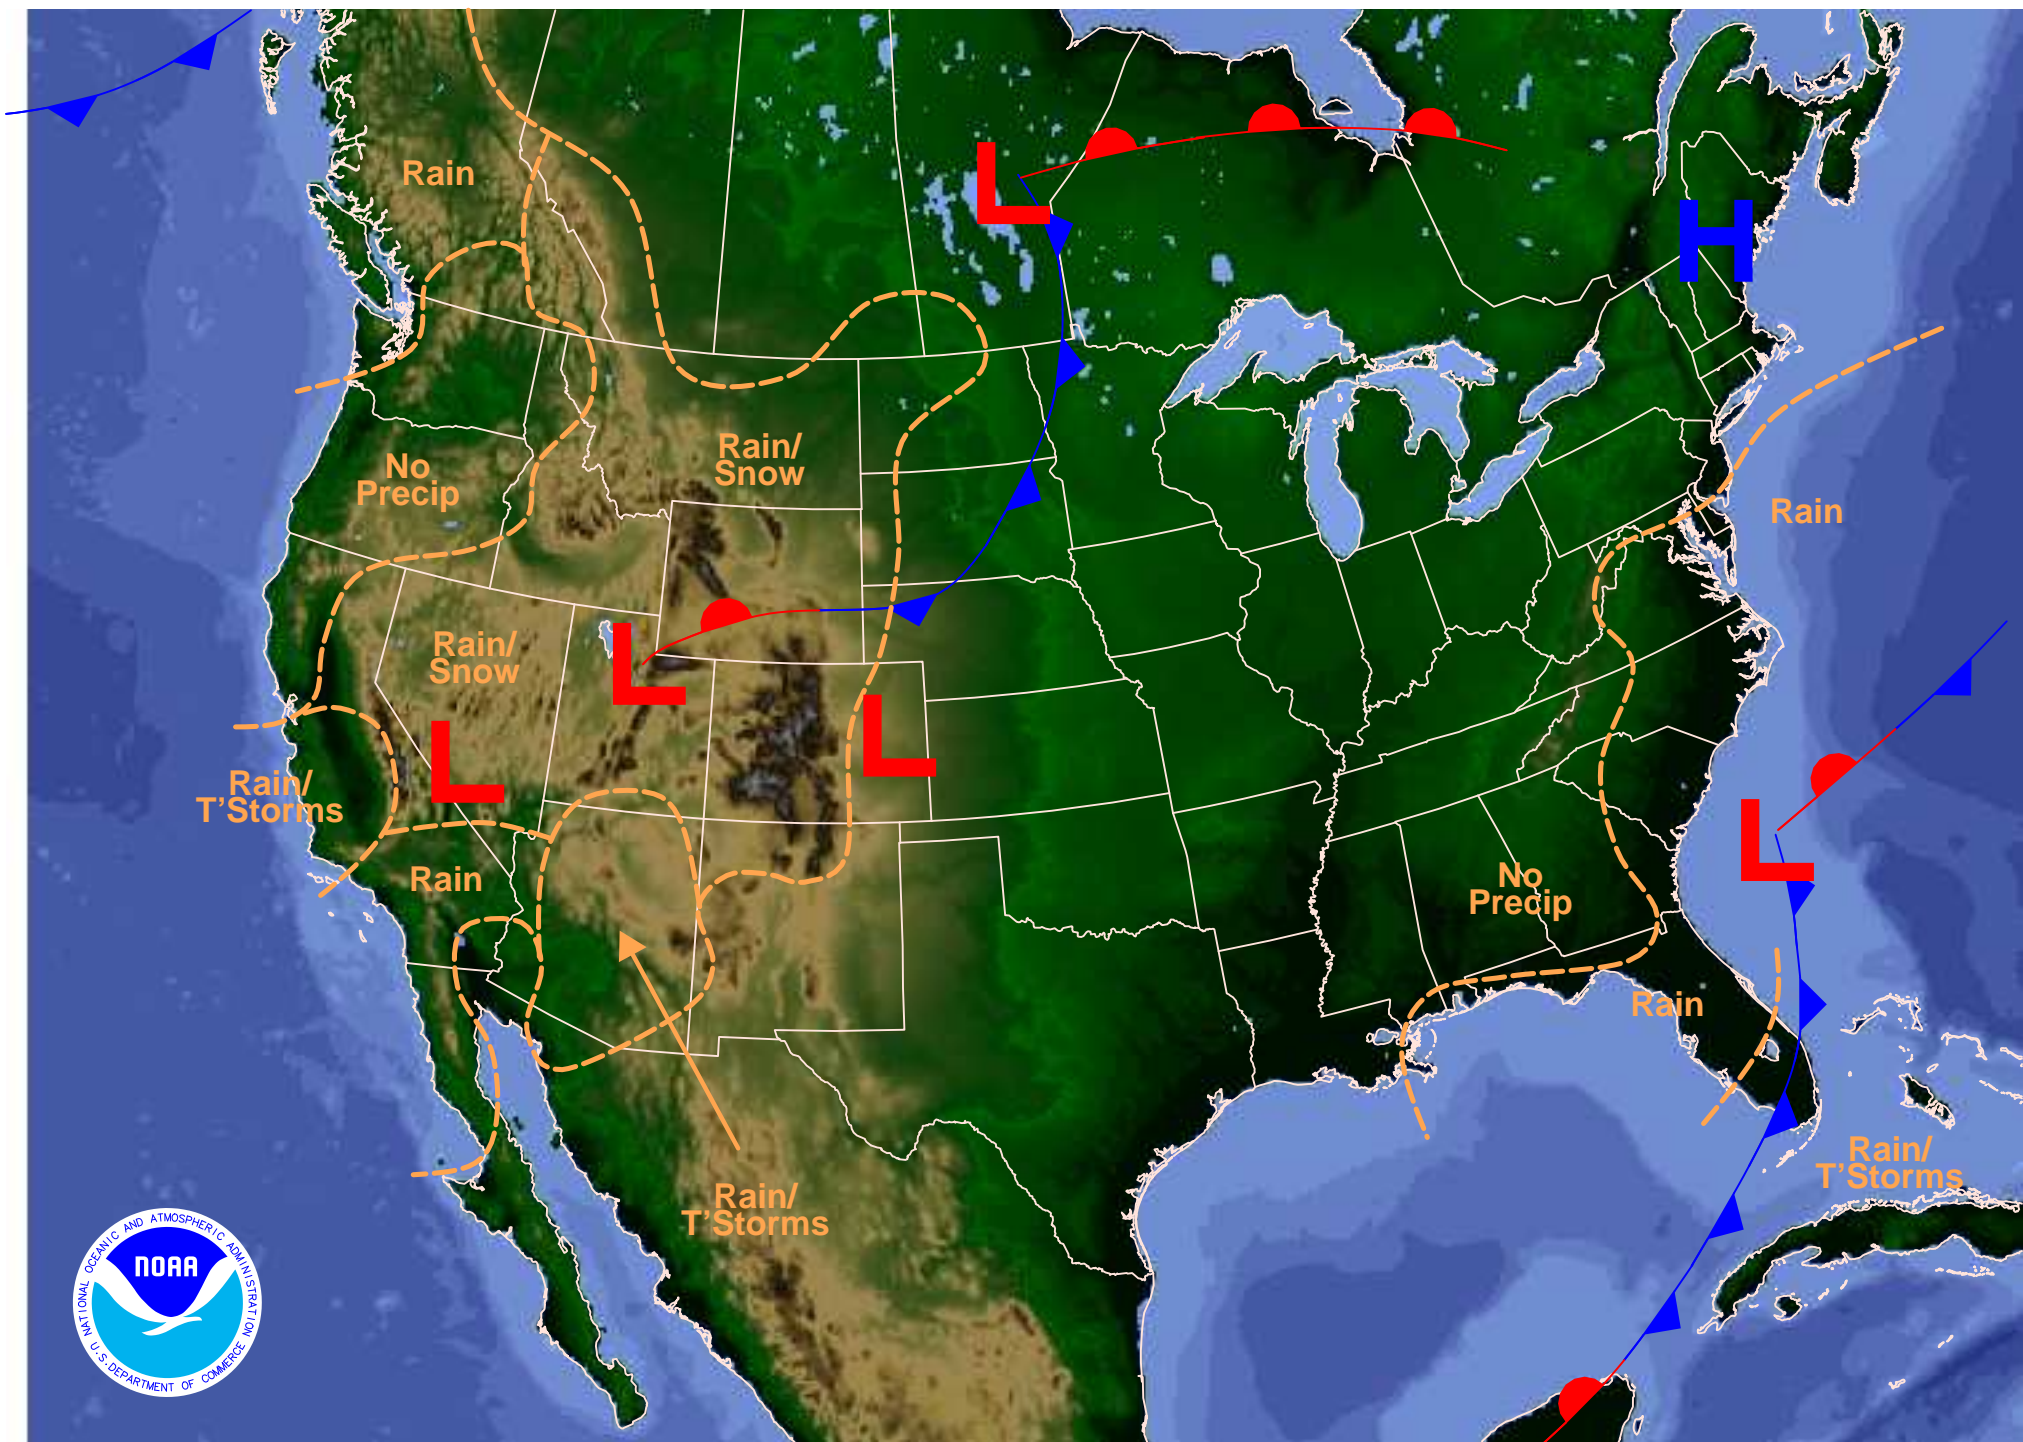 Rain
H
L
Rain/
Snow
No
Precip
Rain
Rain/
Snow
L
L
L
Rain/
T'Storms
L
Rain
No
Precip
Rain
Rain/
T'Storms
Rain/
T'Storms
NATIONAL OCEANIC AND ATMOSPHERIC ADMINISTRATION
NOAA
U.S. DEPARTMENT OF COMMERCE